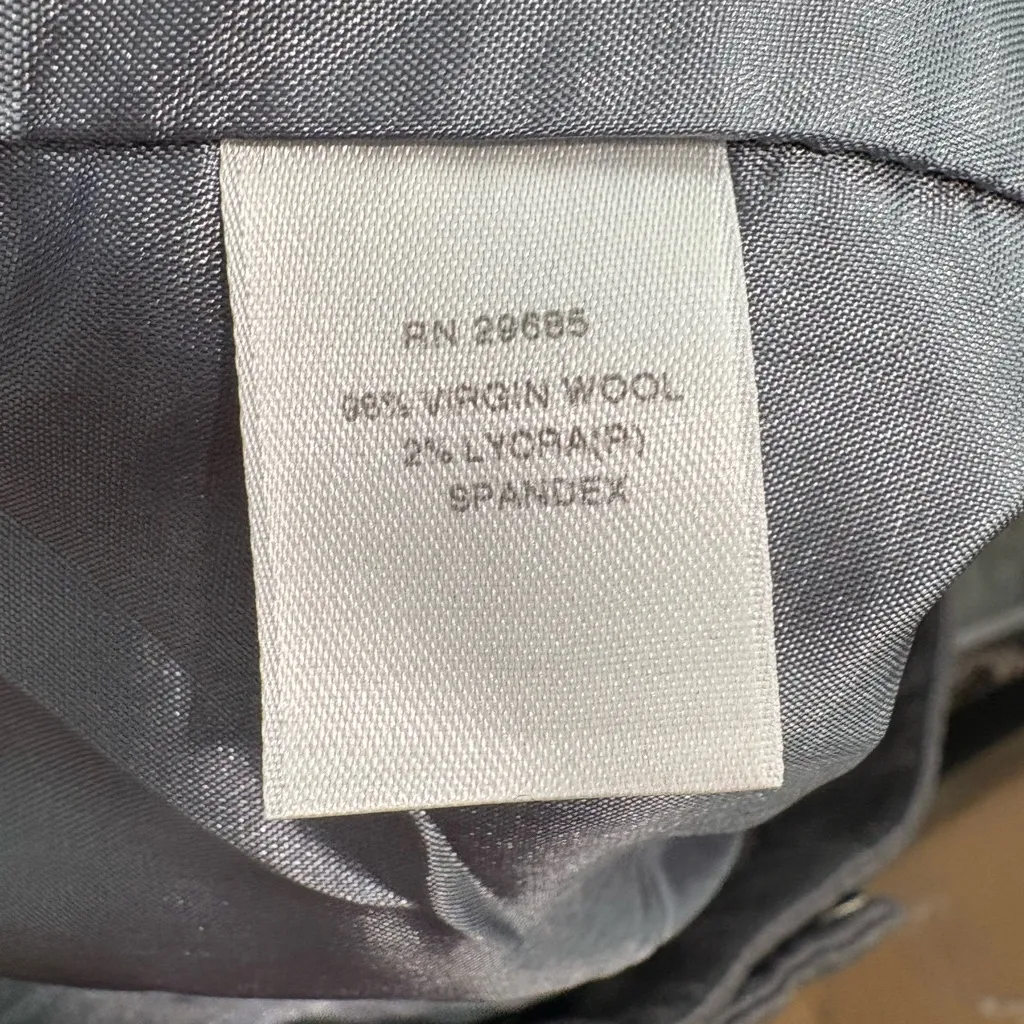 RN 29685
98% VIRGIN WOOL
2% LYCRA(R)
SPANDEX